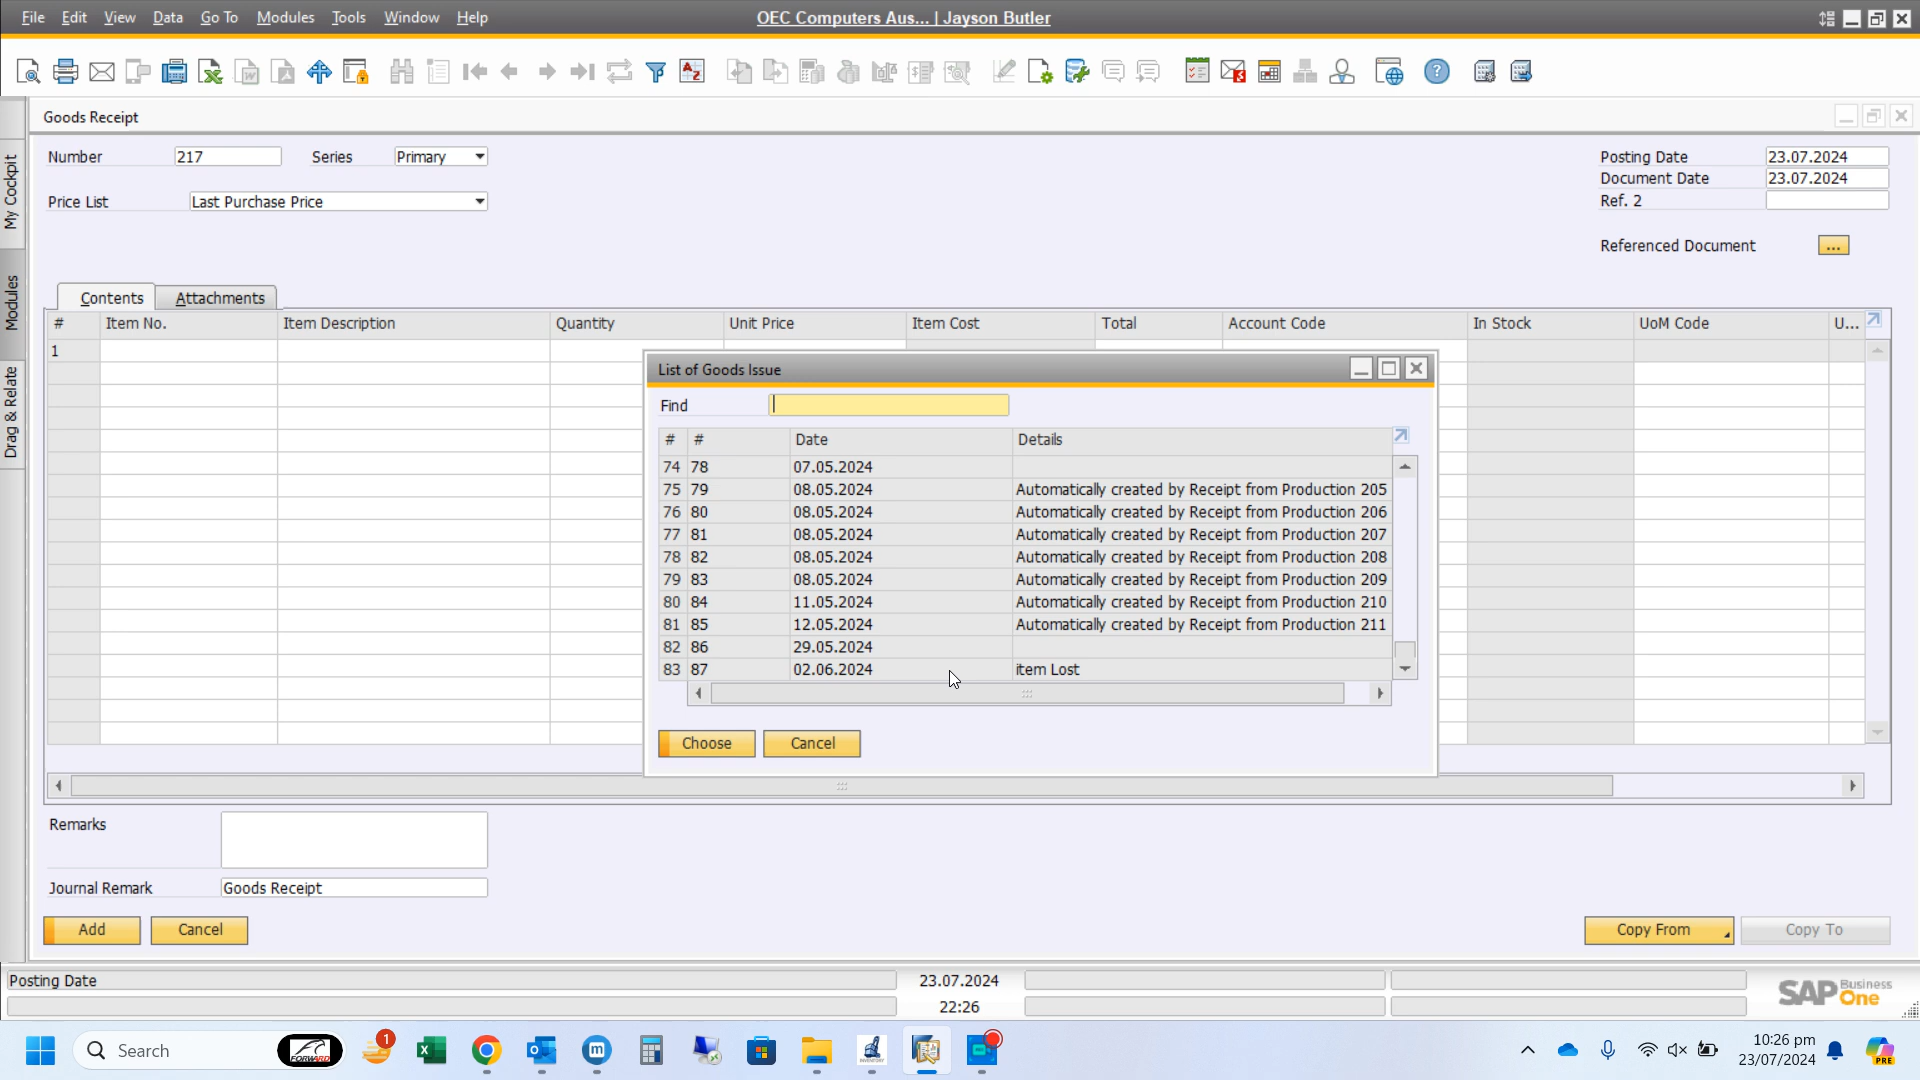 File Edit View Data Go To Modules Tools Window Help
OEC Computers Aus... | Jayson Butler
Goods Receipt
My Cockpit
Modules
Drag & Relate
Number 217 Series Primary
Price List Last Purchase Price
Posting Date 23.07.2024
Document Date 23.07.2024
Ref. 2
Referenced Document ...
Contents Attachments
# Item No. Item Description Quantity Unit Price Item Cost Total Account Code In Stock UoM Code U...
1
List of Goods Issue
Find
# # Date Details
74 78 07.05.2024
75 79 08.05.2024 Automatically created by Receipt from Production 205
76 80 08.05.2024 Automatically created by Receipt from Production 206
77 81 08.05.2024 Automatically created by Receipt from Production 207
78 82 08.05.2024 Automatically created by Receipt from Production 208
79 83 08.05.2024 Automatically created by Receipt from Production 209
80 84 11.05.2024 Automatically created by Receipt from Production 210
81 85 12.05.2024 Automatically created by Receipt from Production 211
82 86 29.05.2024
83 87 02.06.2024 item Lost
Choose Cancel
Remarks
Journal Remark Goods Receipt
Add Cancel
Copy From Copy To
Posting Date 23.07.2024
22:26
SAP Business One
Search
FORWARD
1
10:26 pm
23/07/2024
PRE